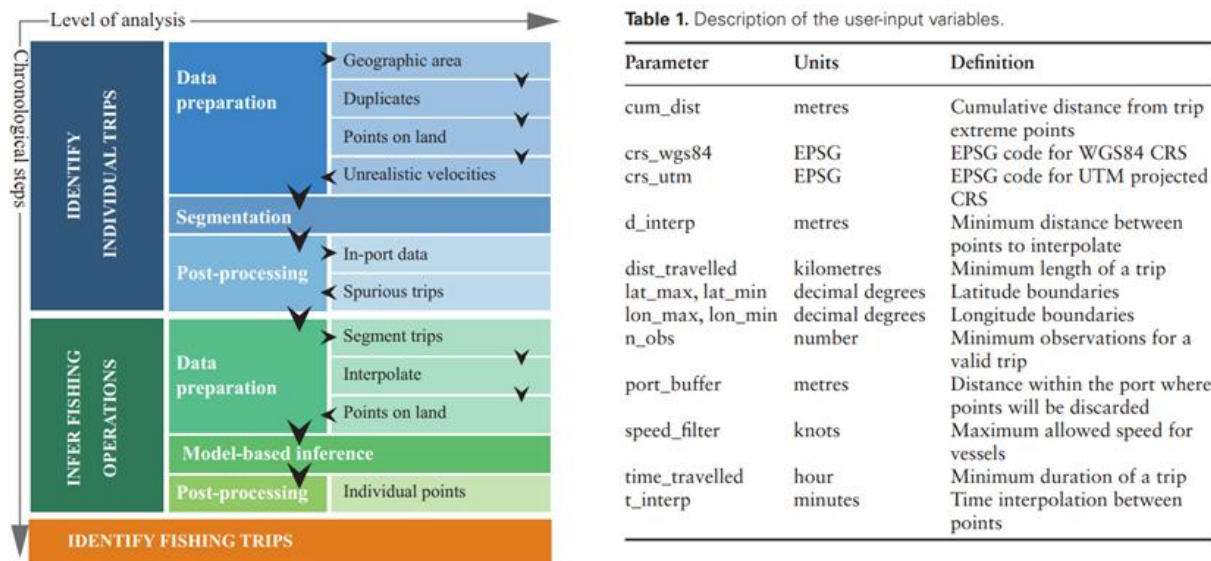 Level of analysis
Chronological steps
IDENTIFY
INDIVIDUAL TRIPS
Data
preparation
Geographic area
Duplicates
Points on land
Unrealistic velocities
Segmentation
Post-processing
In-port data
Spurious trips
INFER FISHING
OPERATIONS
Data
preparation
Segment trips
Interpolate
Points on land
Model-based inference
Post-processing
Individual points
IDENTIFY FISHING TRIPS
Table 1. Description of the user-input variables.
Parameter Units Definition
cum_dist metres Cumulative distance from trip
extreme points
crs_wgs84 EPSG EPSG code for WGS84 CRS
crs_utm EPSG EPSG code for UTM projected
CRS
d_interp metres Minimum distance between
points to interpolate
dist_travelled kilometres Minimum length of a trip
lat_max, lat_min decimal degrees Latitude boundaries
lon_max, lon_min decimal degrees Longitude boundaries
n_obs number Minimum observations for a
valid trip
port_buffer metres Distance within the port where
points will be discarded
speed_filter knots Maximum allowed speed for
vessels
time_travelled hour Minimum duration of a trip
t_interp minutes Time interpolation between
points